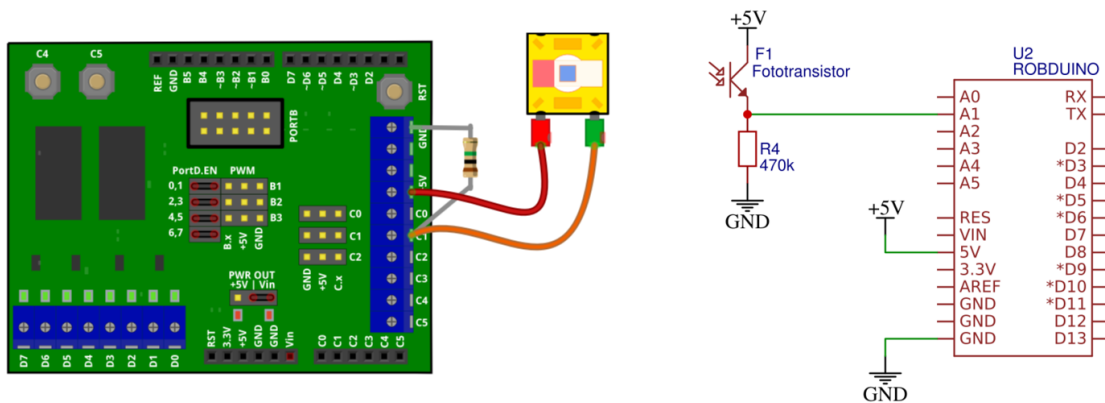 C4 C5
REF GND B5 B4 ~B3 ~B2 ~B1 B0 D7 ~D6 ~D5 D4 ~D3 D2
RST
PORTB
GND
PortD.EN PWM
0,1 B1
2,3 B2
4,5 B3
6,7
B.x +5V GND
5V
C0 C0
C1 C1
C2 C2
GND +5V C.x
C3
C4
C5
PWR OUT
+5V | Vin
D7 D6 D5 D4 D3 D2 D1 D0
RST 3.3V +5V GND GND Vin C0 C1 C2 C3 C4 C5
+5V
F1
Fototransistor
R4
470k
GND
U2
ROBDUINO
A0 RX
A1 TX
A2
A3 D2
A4 *D3
A5 D4
*D5
RES *D6
VIN D7
5V D8
3.3V *D9
AREF *D10
GND *D11
GND D12
GND D13
+5V
GND